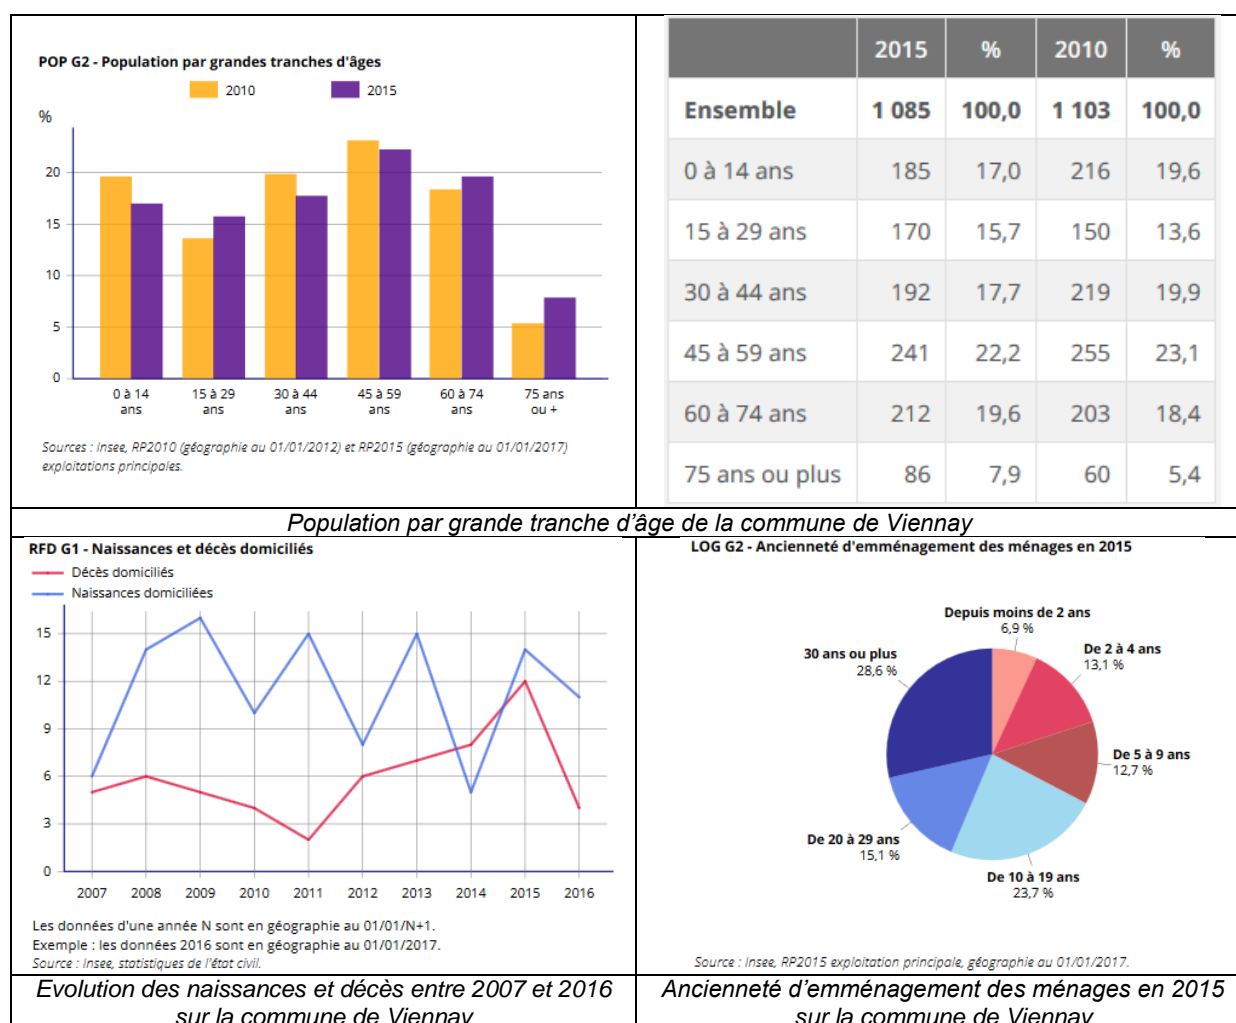 POP G2 - Population par grandes tranches d'âges
2010
2015
%
20
15
10
5
0
0 à 14
ans
15 à 29
ans
30 à 44
ans
45 à 59
ans
60 à 74
ans
75 ans
ou +
Sources : Insee, RP2010 (géographie au 01/01/2012) et RP2015 (géographie au 01/01/2017)
exploitations principales.
2015 % 2010 %
Ensemble 1 085 100,0 1 103 100,0
0 à 14 ans 185 17,0 216 19,6
15 à 29 ans 170 15,7 150 13,6
30 à 44 ans 192 17,7 219 19,9
45 à 59 ans 241 22,2 255 23,1
60 à 74 ans 212 19,6 203 18,4
75 ans ou plus 86 7,9 60 5,4
Population par grande tranche d'âge de la commune de Viennay
RFD G1 - Naissances et décès domiciliés
Décès domiciliés
Naissances domiciliées
15
12
9
6
3
0
2007 2008 2009 2010 2011 2012 2013 2014 2015 2016
Les données d'une année N sont en géographie au 01/01/N+1.
Exemple : les données 2016 sont en géographie au 01/01/2017.
Source : Insee, statistiques de l'état civil.
LOG G2 - Ancienneté d'emménagement des ménages en 2015
Depuis moins de 2 ans
6,9 %
De 2 à 4 ans
13,1 %
De 5 à 9 ans
12,7 %
De 10 à 19 ans
23,7 %
De 20 à 29 ans
15,1 %
30 ans ou plus
28,6 %
Source : Insee, RP2015 exploitation principale, géographie au 01/01/2017.
Evolution des naissances et décès entre 2007 et 2016
sur la commune de Viennay
Ancienneté d'emménagement des ménages en 2015
sur la commune de Viennay